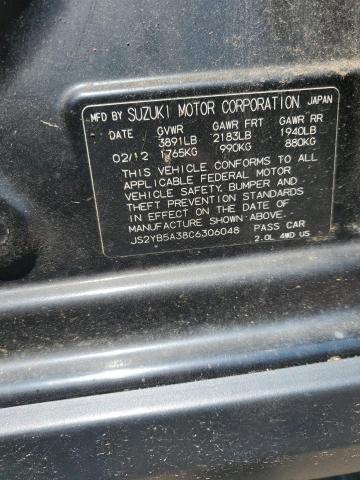 MFD BY SUZUKI MOTOR CORPORATION JAPAN
DATE GVWR GAWR FRT GAWR RR
3891LB 2183LB 1940LB
02/12 1765KG 990KG 880KG
THIS VEHICLE CONFORMS TO ALL
APPLICABLE FEDERAL MOTOR
VEHICLE SAFETY, BUMPER AND
THEFT PREVENTION STANDARDS
IN EFFECT ON THE DATE OF
MANUFACTURE SHOWN ABOVE.
JS2YB5A38C6306048 PASS CAR
2.0L 4WD US